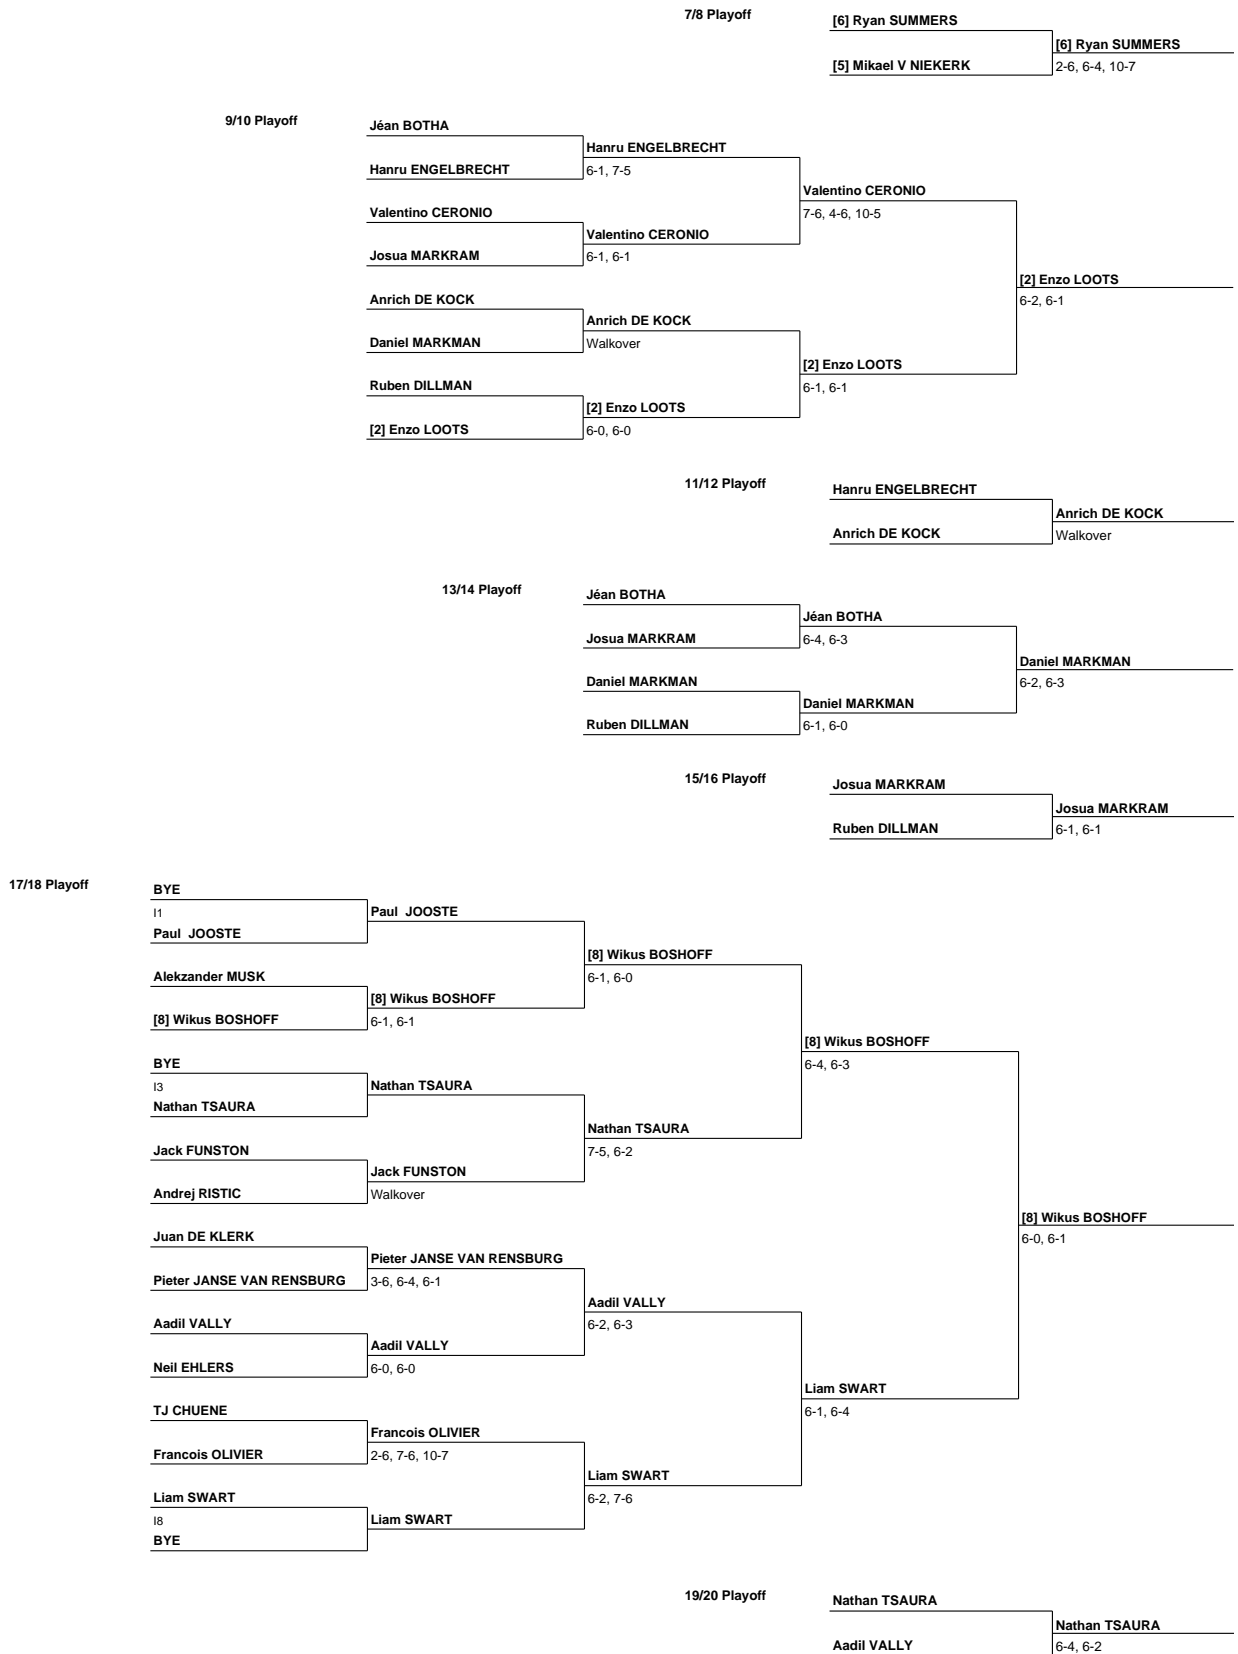 7/8 Playoff
[6] Ryan SUMMERS
[6] Ryan SUMMERS
[5] Mikael V NIEKERK
2-6, 6-4, 10-7
9/10 Playoff
Jéan BOTHA
Hanru ENGELBRECHT
Hanru ENGELBRECHT
6-1, 7-5
Valentino CERONIO
7-6, 4-6, 10-5
Valentino CERONIO
Valentino CERONIO
Josua MARKRAM
6-1, 6-1
[2] Enzo LOOTS
6-2, 6-1
Anrich DE KOCK
Anrich DE KOCK
Daniel MARKMAN
Walkover
[2] Enzo LOOTS
6-1, 6-1
Ruben DILLMAN
[2] Enzo LOOTS
[2] Enzo LOOTS
6-0, 6-0
11/12 Playoff
Hanru ENGELBRECHT
Anrich DE KOCK
Anrich DE KOCK
Walkover
13/14 Playoff
Jéan BOTHA
Jéan BOTHA
Josua MARKRAM
6-4, 6-3
Daniel MARKMAN
6-2, 6-3
Daniel MARKMAN
Daniel MARKMAN
Ruben DILLMAN
6-1, 6-0
15/16 Playoff
Josua MARKRAM
Josua MARKRAM
Ruben DILLMAN
6-1, 6-1
17/18 Playoff
BYE
I1
Paul JOOSTE
Paul JOOSTE
[8] Wikus BOSHOFF
6-1, 6-0
Alekzander MUSK
[8] Wikus BOSHOFF
[8] Wikus BOSHOFF
6-1, 6-1
[8] Wikus BOSHOFF
6-4, 6-3
BYE
I3
Nathan TSAURA
Nathan TSAURA
Nathan TSAURA
7-5, 6-2
Jack FUNSTON
Jack FUNSTON
Andrej RISTIC
Walkover
[8] Wikus BOSHOFF
6-0, 6-1
Juan DE KLERK
Pieter JANSE VAN RENSBURG
Pieter JANSE VAN RENSBURG
3-6, 6-4, 6-1
Aadil VALLY
6-2, 6-3
Aadil VALLY
Aadil VALLY
Neil EHLERS
6-0, 6-0
Liam SWART
6-1, 6-4
TJ CHUENE
Francois OLIVIER
Francois OLIVIER
2-6, 7-6, 10-7
Liam SWART
6-2, 7-6
Liam SWART
I8
Liam SWART
BYE
19/20 Playoff
Nathan TSAURA
Nathan TSAURA
Aadil VALLY
6-4, 6-2